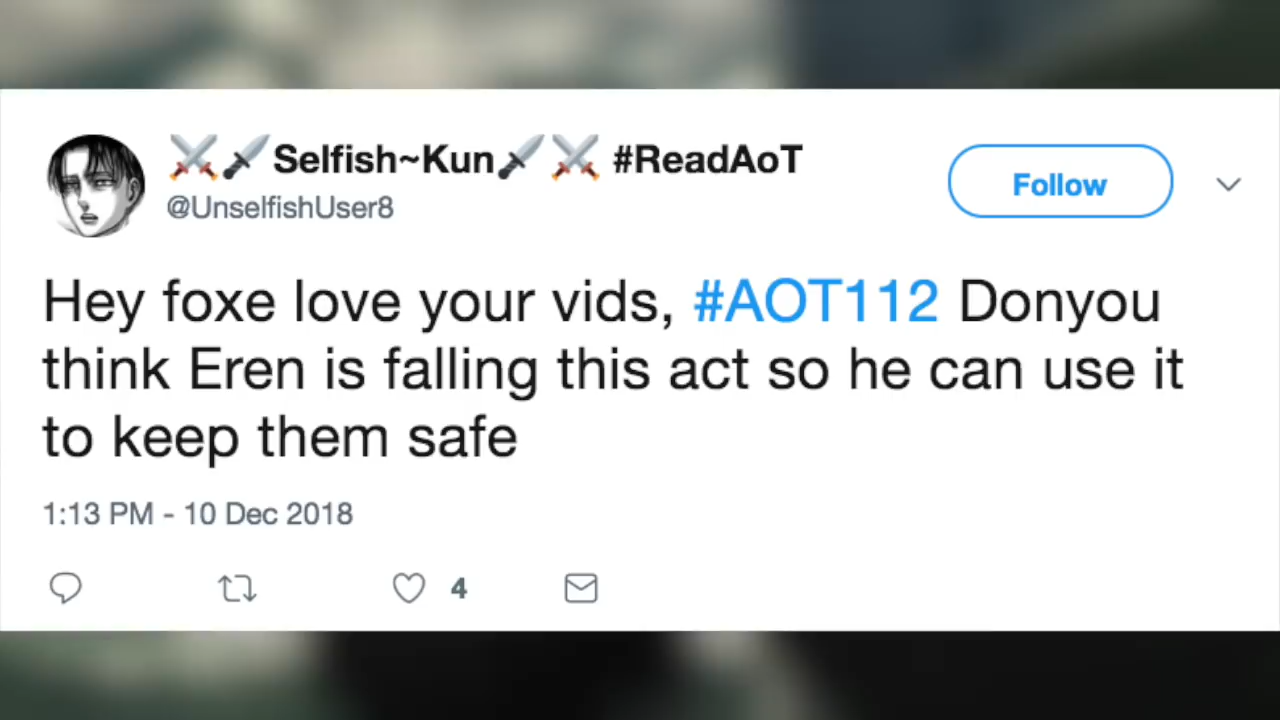 ⚔️🗡️Selfish~Kun🗡️⚔️ #ReadAoT
@UnselfishUser8
Follow
Hey foxe love your vids, #AOT112 Donyou
think Eren is falling this act so he can use it
to keep them safe
1:13 PM - 10 Dec 2018
4